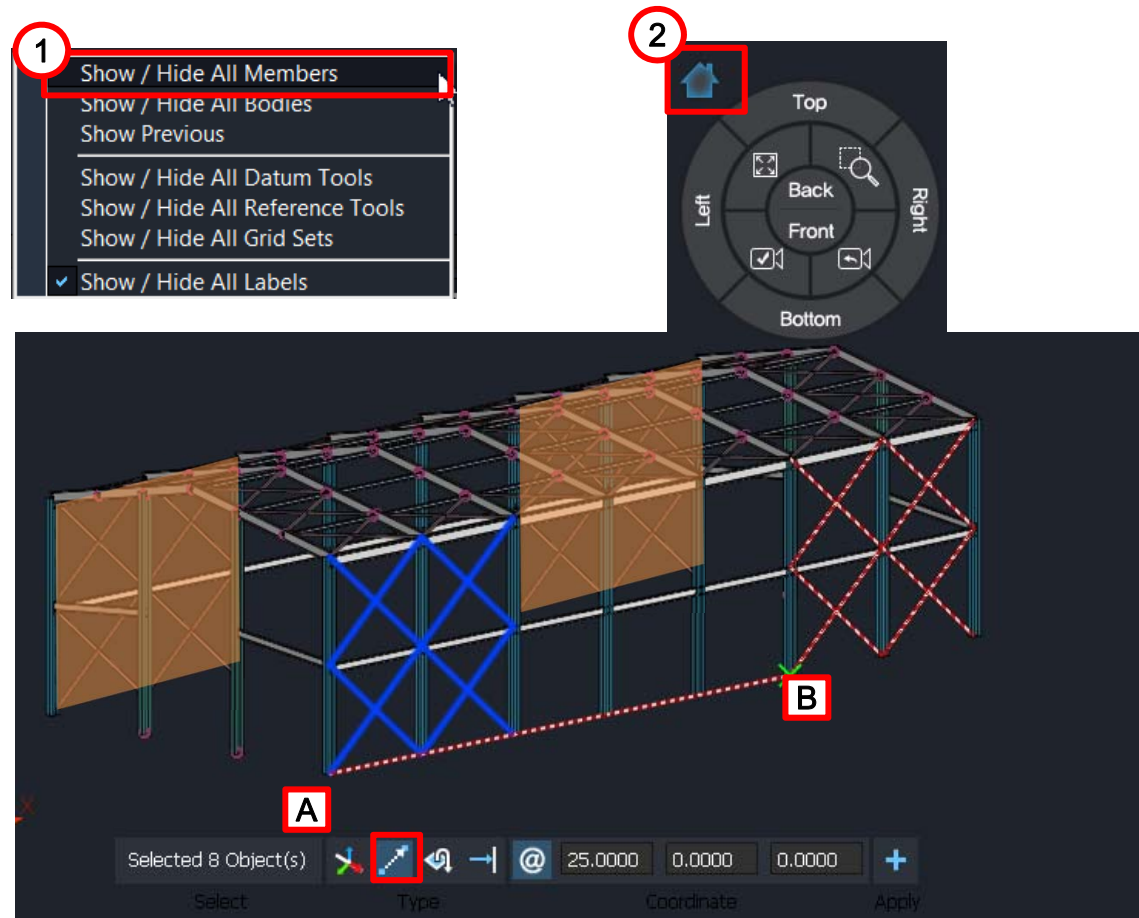 1
Show / Hide All Members
Show / Hide All Bodies
Show Previous
Show / Hide All Datum Tools
Show / Hide All Reference Tools
Show / Hide All Grid Sets
Show / Hide All Labels
2
Top
Left
Back
Right
Front
Bottom
B
A
X
Selected 8 Object(s)
@
25.0000
0.0000
0.0000
Select
Type
Coordinate
Apply